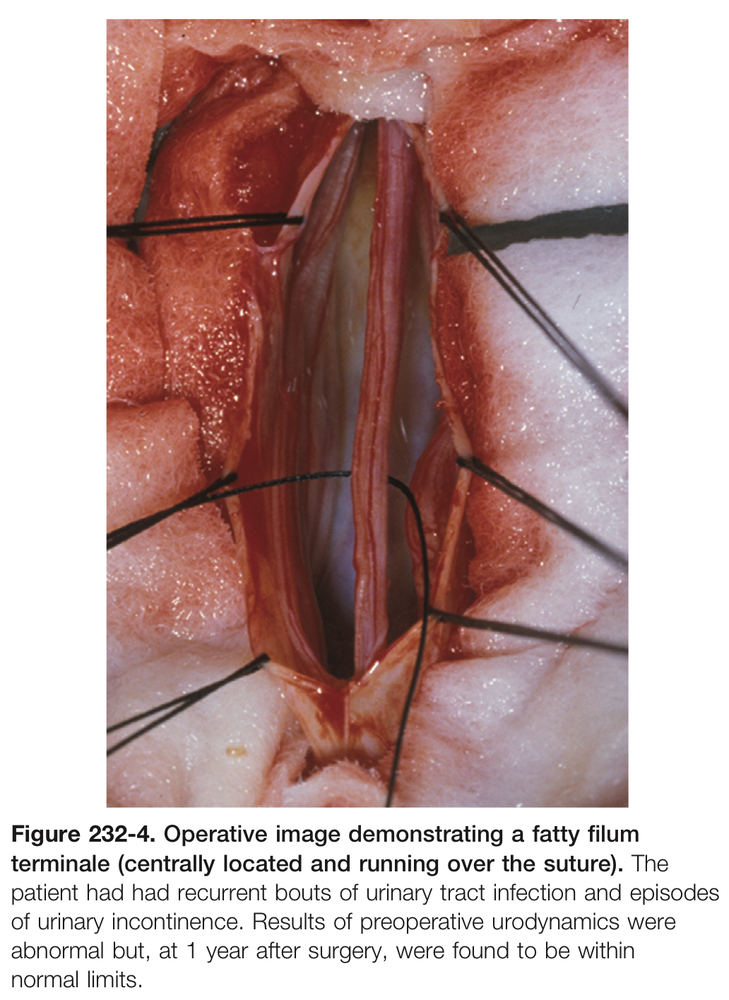 Figure 232-4. Operative image demonstrating a fatty filum
terminale (centrally located and running over the suture). The
patient had had recurrent bouts of urinary tract infection and episodes
of urinary incontinence. Results of preoperative urodynamics were
abnormal but, at 1 year after surgery, were found to be within
normal limits.